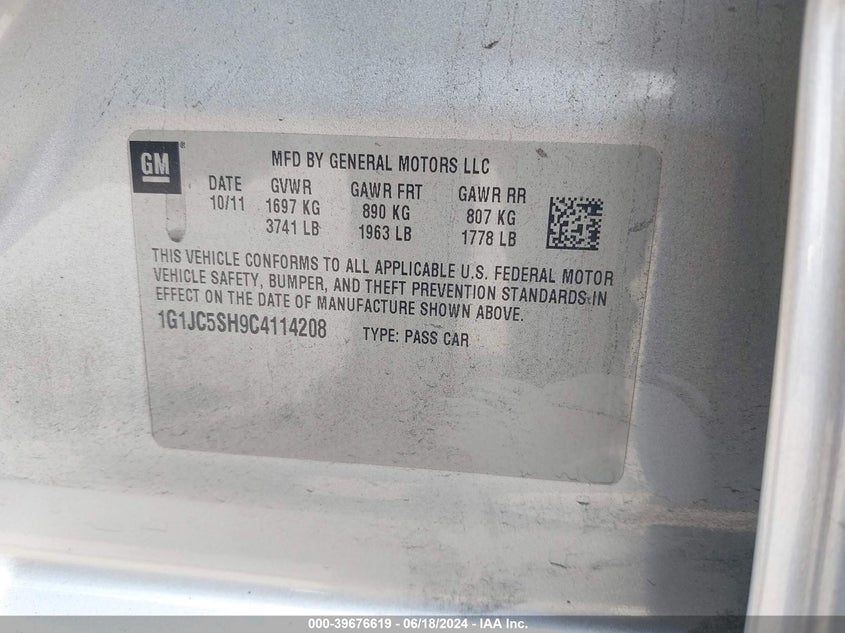 GM®
MFD BY GENERAL MOTORS LLC
DATE GVWR GAWR FRT GAWR RR
10/11 1697 KG 890 KG 807 KG
3741 LB 1963 LB 1778 LB
THIS VEHICLE CONFORMS TO ALL APPLICABLE U.S. FEDERAL MOTOR
VEHICLE SAFETY, BUMPER, AND THEFT PREVENTION STANDARDS IN
EFFECT ON THE DATE OF MANUFACTURE SHOWN ABOVE.
1G1JC5SH9C4114208 TYPE: PASS CAR
000-39676619 - 06/18/2024 - IAA Inc.